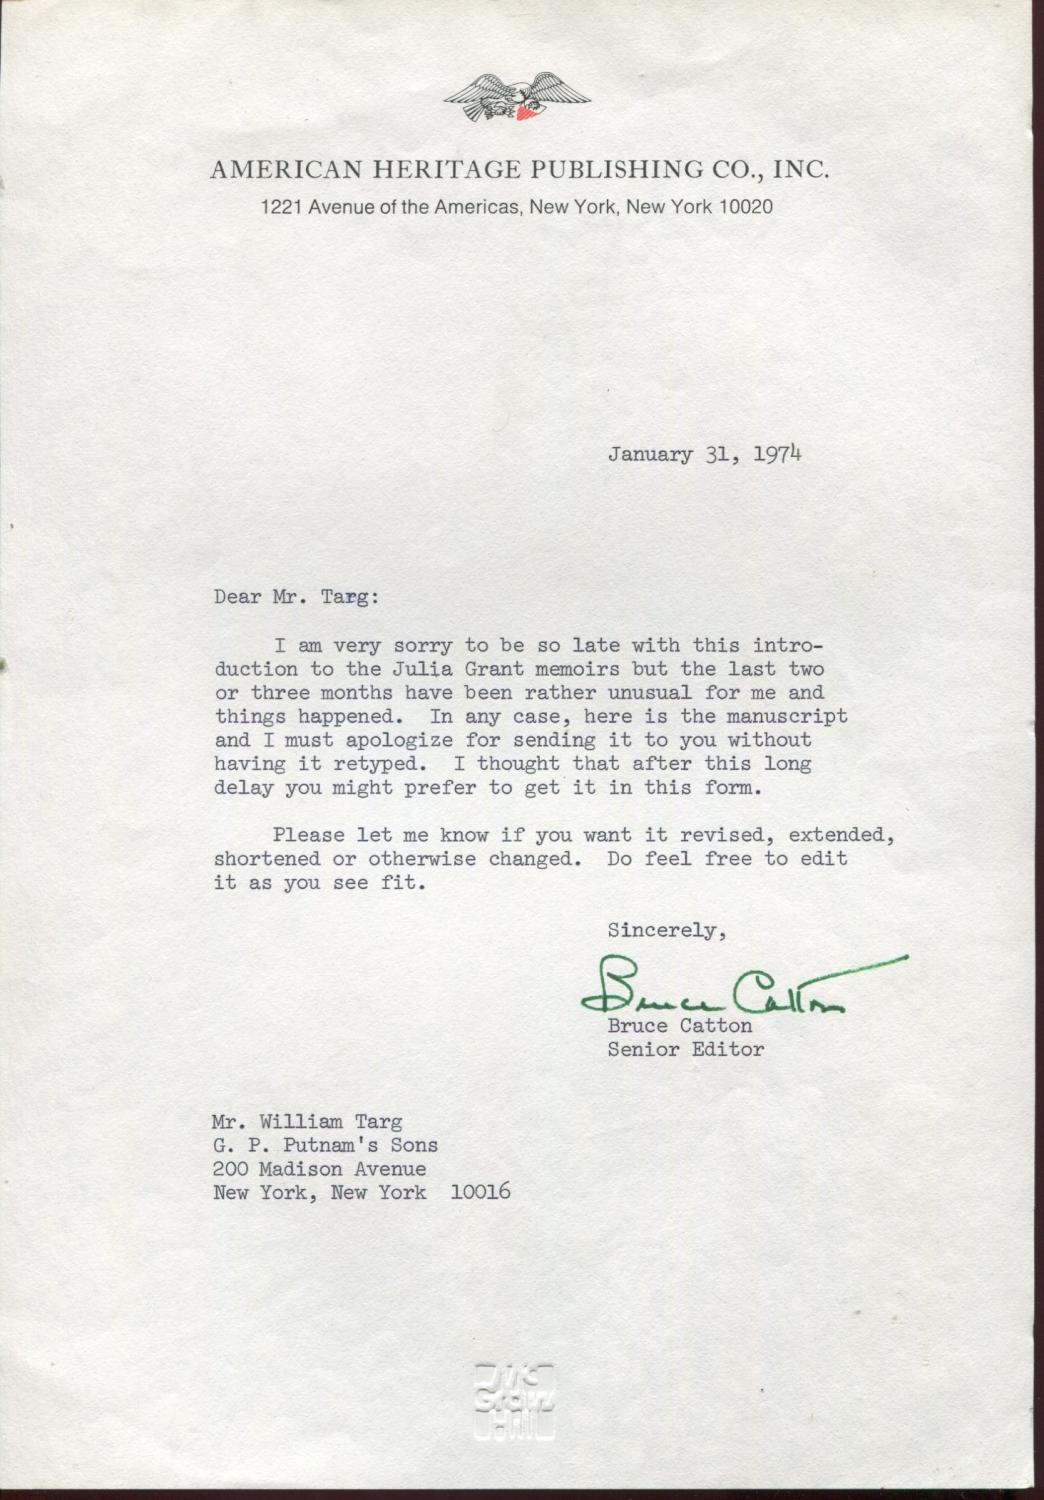 AMERICAN HERITAGE PUBLISHING CO., INC.
1221 Avenue of the Americas, New York, New York 10020
January 31, 1974
Dear Mr. Targ:
I am very sorry to be so late with this intro-
duction to the Julia Grant memoirs but the last two
or three months have been rather unusual for me and
things happened. In any case, here is the manuscript
and I must apologize for sending it to you without
having it retyped. I thought that after this long
delay you might prefer to get it in this form.
Please let me know if you want it revised, extended,
shortened or otherwise changed. Do feel free to edit
it as you see fit.
Sincerely,
Bruce Catton
Bruce Catton
Senior Editor
Mr. William Targ
G. P. Putnam's Sons
200 Madison Avenue
New York, New York 10016
Mc
Graw
Hill